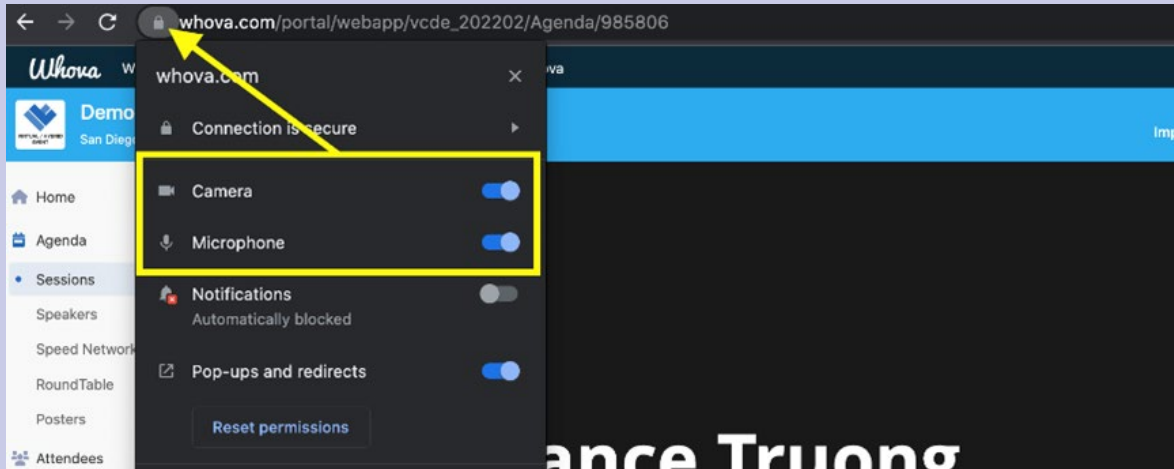 whova.com/portal/webapp/vcde_202202/Agenda/985806
Whova W
va
whova.com
Demo
San Dieg
Imp
Connection is secure
Camera
Microphone
Notifications
Automatically blocked
Pop-ups and redirects
Reset permissions
Home
Agenda
Sessions
Speakers
Speed Network
RoundTable
Posters
Attendees
ance Truong